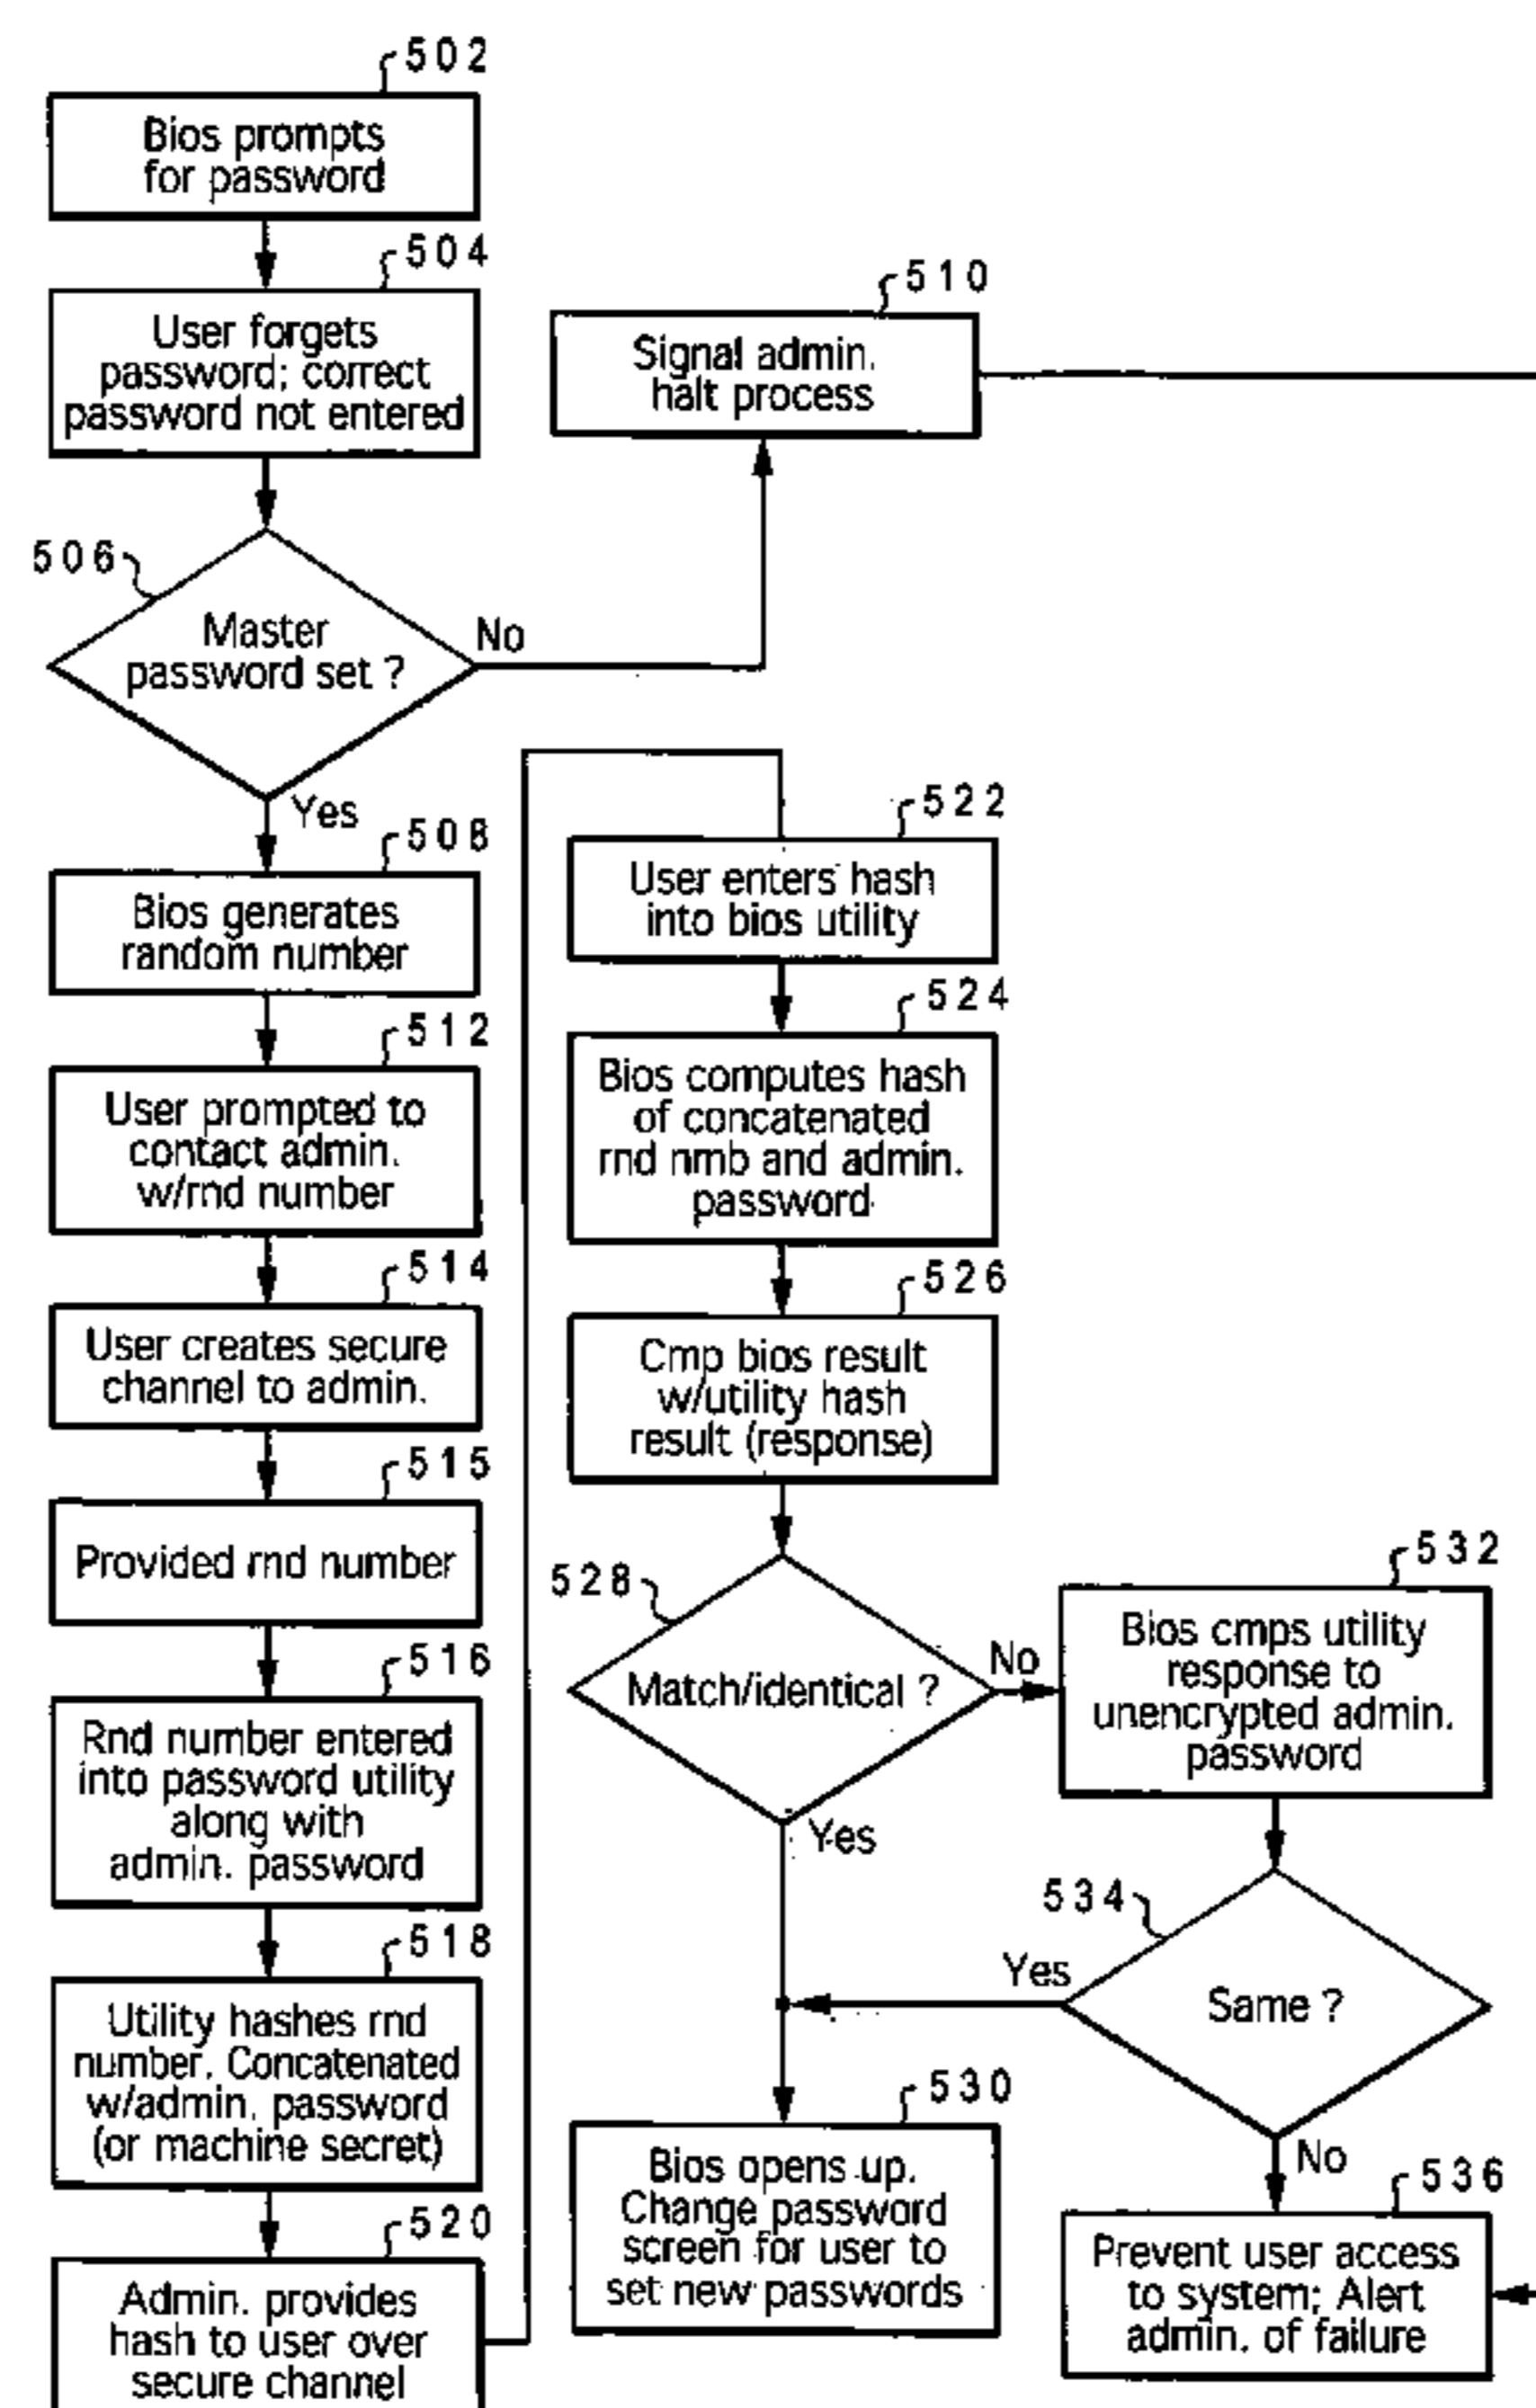 502
Bios prompts
for password
504
User forgets
password; correct
password not entered
506
Master
password set ?
No
Yes
510
Signal admin.
halt process
508
Bios generates
random number
512
User prompted to
contact admin.
w/rnd number
514
User creates secure
channel to admin.
515
Provided rnd number
516
Rnd number entered
into password utility
along with
admin. password
518
Utility hashes rnd
number. Concatenated
w/admin. password
(or machine secret)
520
Admin. provides
hash to user over
secure channel
522
User enters hash
into bios utility
524
Bios computes hash
of concatenated
rnd nmb and admin.
password
526
Cmp bios result
w/utility hash
result (response)
528
Match/identical ?
No
Yes
532
Bios cmps utility
response to
unencrypted admin.
password
534
Same ?
Yes
No
530
Bios opens up.
Change password
screen for user to
set new passwords
536
Prevent user access
to system; Alert
admin. of failure